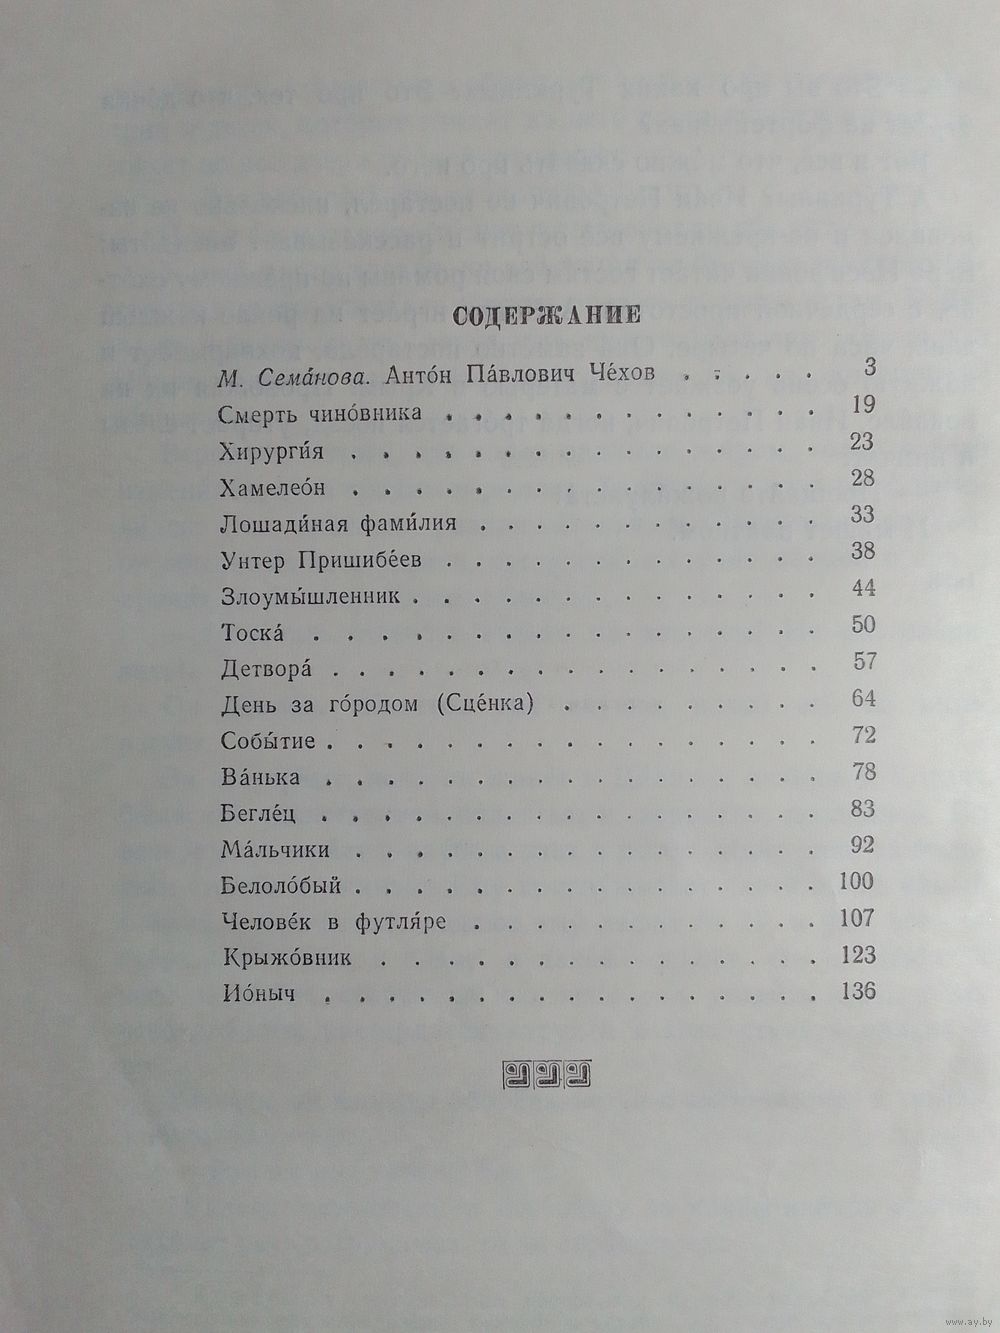 СОДЕРЖАНИЕ
М. Сема́нова. Анто́н Па́влович Че́хов . . . . . 3
Смерть чино́вника . . . . . . . . . . . . 19
Хирурги́я . . . . . . . . . . . . . . . 23
Хамелео́н . . . . . . . . . . . . . . . 28
Лошади́ная фами́лия . . . . . . . . . . . 33
Унтер Пришибе́ев . . . . . . . . . . . . 38
Злоумы́шленник . . . . . . . . . . . . . 44
Тоска́ . . . . . . . . . . . . . . . . 50
Детвора́ . . . . . . . . . . . . . . . . 57
День за го́родом (Сце́нка) . . . . . . . . . 64
Собы́тие . . . . . . . . . . . . . . . . 72
Ва́нька . . . . . . . . . . . . . . . . 78
Бегле́ц . . . . . . . . . . . . . . . . 83
Ма́льчики . . . . . . . . . . . . . . . 92
Белоло́бый . . . . . . . . . . . . . . . 100
Челове́к в футля́ре . . . . . . . . . . . 107
Крыжо́вник . . . . . . . . . . . . . . 123
Ио́ныч . . . . . . . . . . . . . . . . 136
www.ay.by